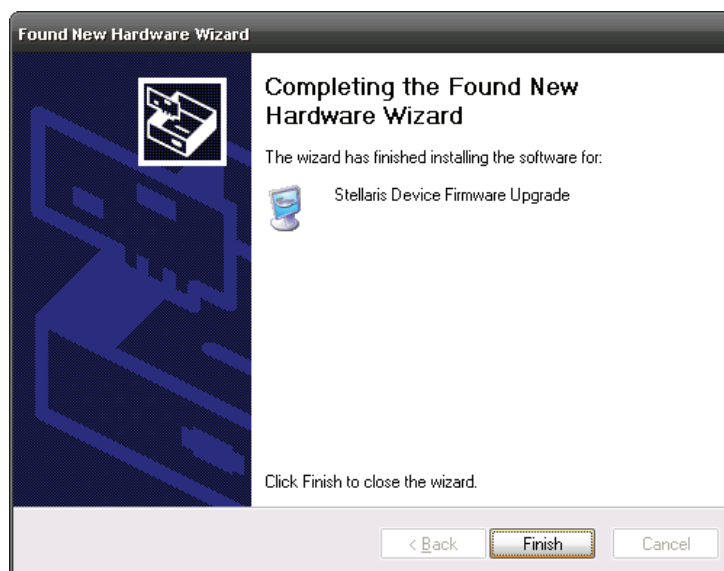 Found New Hardware Wizard
Completing the Found New
Hardware Wizard
The wizard has finished installing the software for:
Stellaris Device Firmware Upgrade
Click Finish to close the wizard.
< Back
Finish
Cancel